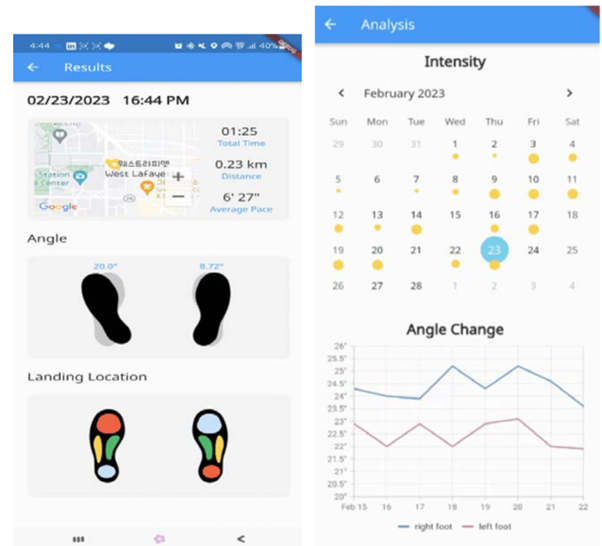 4:44
40%
Results
02/23/2023 16:44 PM
01:25
Total Time
0.23 km
Distance
6' 27"
Average Pace
Station
Center
West Lafaye
+
−
Google
Angle
20.0°
8.72°
Landing Location
Analysis
Intensity
February 2023
Sun Mon Tue Wed Thu Fri Sat
29 30 31 1 2 3 4
5 6 7 8 9 10 11
12 13 14 15 16 17 18
19 20 21 22 23 24 25
26 27 28 1 2 3 4
Angle Change
26°
25.5°
25°
24.5°
24°
23.5°
23°
22.5°
22°
21.5°
21°
20.5°
20°
Feb 15 16 17 18 19 20 21 22
right foot left foot